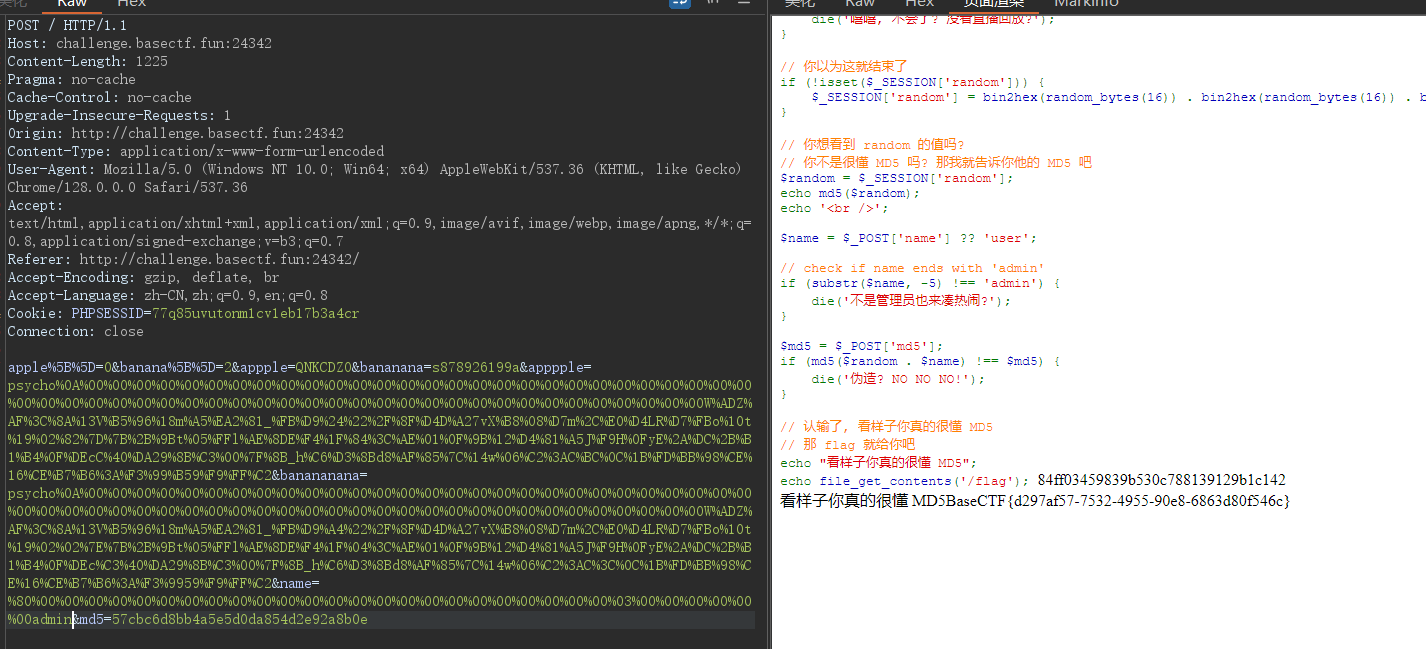 美化 Raw Hex
POST / HTTP/1.1
Host: challenge.basectf.fun:24342
Content-Length: 1225
Pragma: no-cache
Cache-Control: no-cache
Upgrade-Insecure-Requests: 1
Origin: http://challenge.basectf.fun:24342
Content-Type: application/x-www-form-urlencoded
User-Agent: Mozilla/5.0 (Windows NT 10.0; Win64; x64) AppleWebKit/537.36 (KHTML, like Gecko)
Chrome/128.0.0.0 Safari/537.36
Accept:
text/html,application/xhtml+xml,application/xml;q=0.9,image/avif,image/webp,image/apng,*/*;q=
0.8,application/signed-exchange;v=b3;q=0.7
Referer: http://challenge.basectf.fun:24342/
Accept-Encoding: gzip, deflate, br
Accept-Language: zh-CN,zh;q=0.9,en;q=0.8
Cookie: PHPSESSID=77q85uvutonm1cv1eb17b3a4cr
Connection: close
apple%5B%5D=0&banana%5B%5D=2&appple=QNKCDZO&bananana=s878926199a&apppple=
psycho%0A%00%00%00%00%00%00%00%00%00%00%00%00%00%00%00%00%00%00%00%00%00%00%00%00%00%00%00%00
%00%00%00%00%00%00%00%00%00%00%00%00%00%00%00%00%00%00%00%00%00%00%00%00%00%00%00%00%00W%ADZ%
AF%3C%8A%13V%B5%96%18m%A5%EA2%81_%FB%D9%24%22%2F%8F%D4D%A27vX%B8%08%D7m%2C%E0%D4LR%D7%FBo%10t
%19%02%82%7D%7B%2B%9Bt%05%FFl%AE%8DE%F4%1F%84%3C%AE%01%0F%9B%12%D4%81%A5J%F9H%0FyE%2A%DC%2B%B
1%B4%0F%DEcC%40%DA29%8B%C3%00%7F%8B_h%C6%D3%8Bd8%AF%85%7C%14w%06%C2%3AC%BC%0C%1B%FD%BB%98%CE%
16%CE%B7%B6%3A%F3%99%B59%F9%FF%C2&banananana=
psycho%0A%00%00%00%00%00%00%00%00%00%00%00%00%00%00%00%00%00%00%00%00%00%00%00%00%00%00%00%00
%00%00%00%00%00%00%00%00%00%00%00%00%00%00%00%00%00%00%00%00%00%00%00%00%00%00%00%00%00W%ADZ%
AF%3C%8A%13V%B5%96%18m%A5%EA2%81_%FB%D9%A4%22%2F%8F%D4D%A27vX%B8%08%D7m%2C%E0%D4LR%D7%FBo%10t
%19%02%02%7E%7B%2B%9Bt%05%FFl%AE%8DE%F4%1F%04%3C%AE%01%0F%9B%12%D4%81%A5J%F9H%0FyE%2A%DC%2B%B
1%B4%0F%DEc%C3%40%DA29%8B%C3%00%7F%8B_h%C6%D3%8Bd8%AF%85%7C%14w%06%C2%3AC%3C%0C%1B%FD%BB%98%C
E%16%CE%B7%B6%3A%F3%9959%F9%FF%C2&name=
%80%00%00%00%00%00%00%00%00%00%00%00%00%00%00%00%00%00%00%00%00%00%00%00%00%03%00%00%00%00%00
%00admin&md5=57cbc6d8bb4a5e5d0da854d2e92a8b0e
美化 Raw Hex 页面渲染 MarkInfo
die('嘻嘻, 不会了? 没看直播回放?');
}
// 你以为这就结束了
if (!isset($_SESSION['random'])) {
$_SESSION['random'] = bin2hex(random_bytes(16)) . bin2hex(random_bytes(16)) . b
}
// 你想看到 random 的值吗?
// 你不是很懂 MD5 吗? 那我就告诉你他的 MD5 吧
$random = $_SESSION['random'];
echo md5($random);
echo '<br />';
$name = $_POST['name'] ?? 'user';
// check if name ends with 'admin'
if (substr($name, -5) !== 'admin') {
die('不是管理员也来凑热闹?');
}
$md5 = $_POST['md5'];
if (md5($random . $name) !== $md5) {
die('伪造? NO NO NO!');
}
// 认输了, 看样子你真的很懂 MD5
// 那 flag 就给你吧
echo "看样子你真的很懂 MD5";
echo file_get_contents('/flag'); 84ff03459839b530c788139129b1c142
看样子你真的很懂 MD5BaseCTF{d297af57-7532-4955-90e8-6863d80f546c}